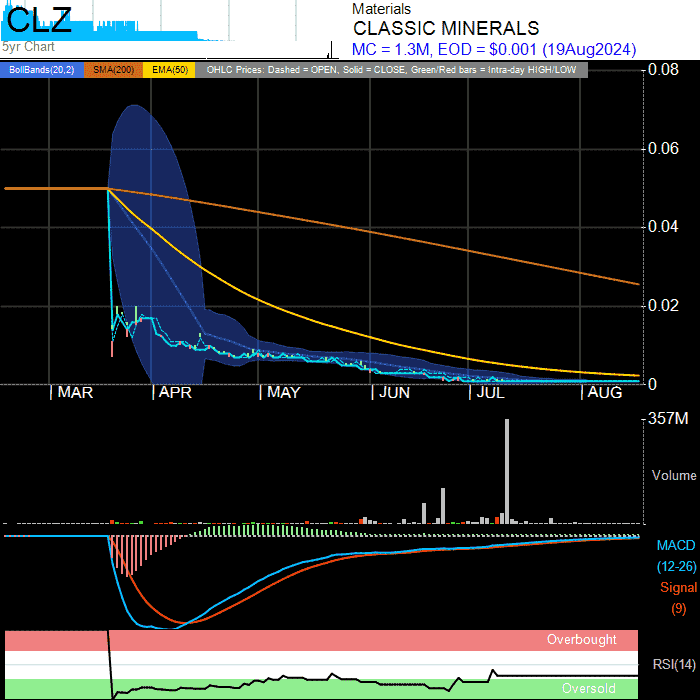 CLZ
5yr Chart
Materials
CLASSIC MINERALS
MC = 1.3M, EOD = $0.001 (19Aug2024)
BollBands(20,2) SMA(200) EMA(50) OHLC Prices: Dashed = OPEN, Solid = CLOSE, Green/Red bars = Intra-day HIGH/LOW
0.08
0.06
0.04
0.02
0
MAR APR MAY JUN JUL AUG
357M
Volume
MACD
(12-26)
Signal
(9)
Overbought
RSI(14)
Oversold